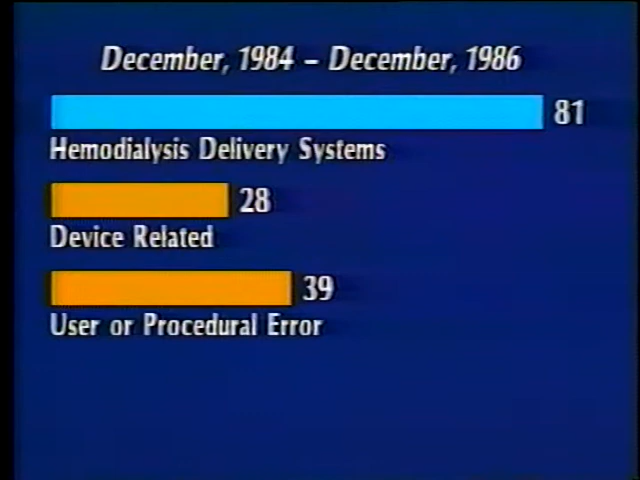 December, 1984 – December, 1986
81
Hemodialysis Delivery Systems
28
Device Related
39
User or Procedural Error